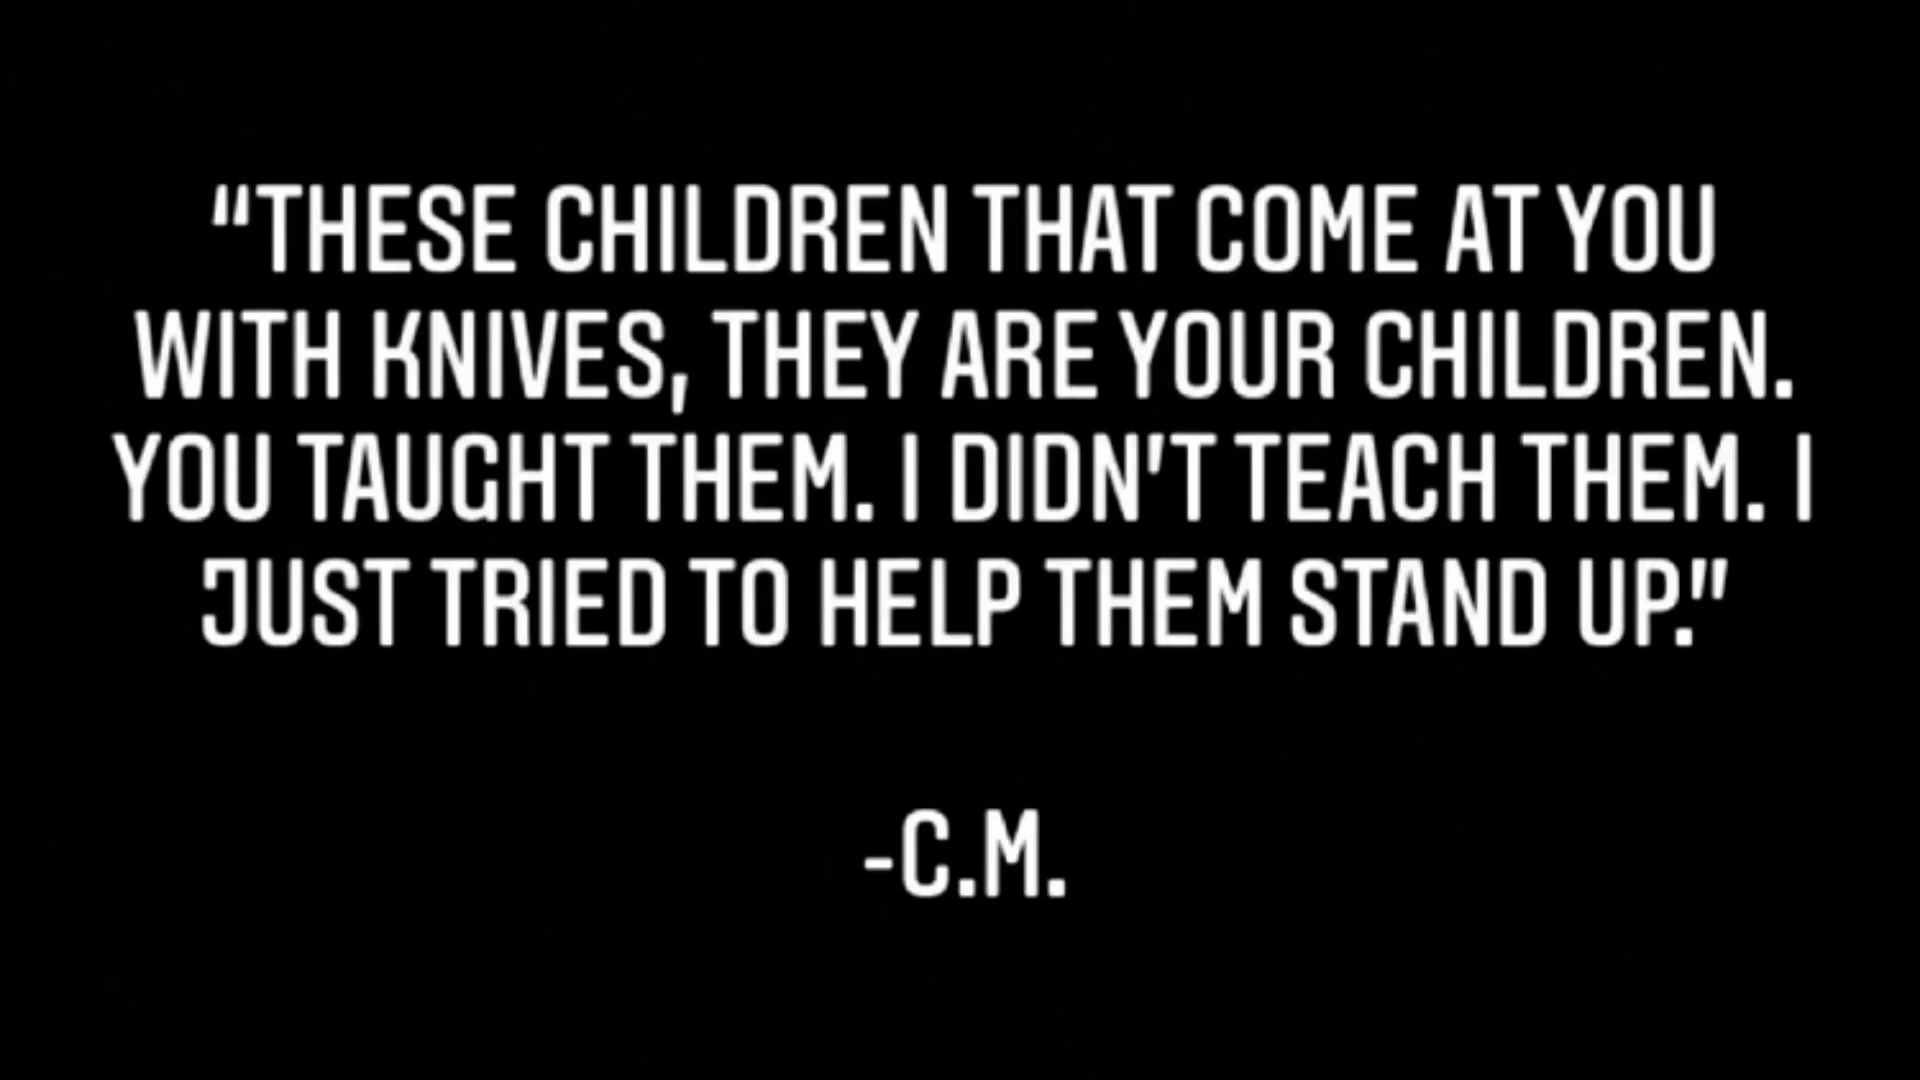 “THESE CHILDREN THAT COME AT YOU
WITH KNIVES, THEY ARE YOUR CHILDREN.
YOU TAUGHT THEM. I DIDN'T TEACH THEM. I
JUST TRIED TO HELP THEM STAND UP.”
-C.M.